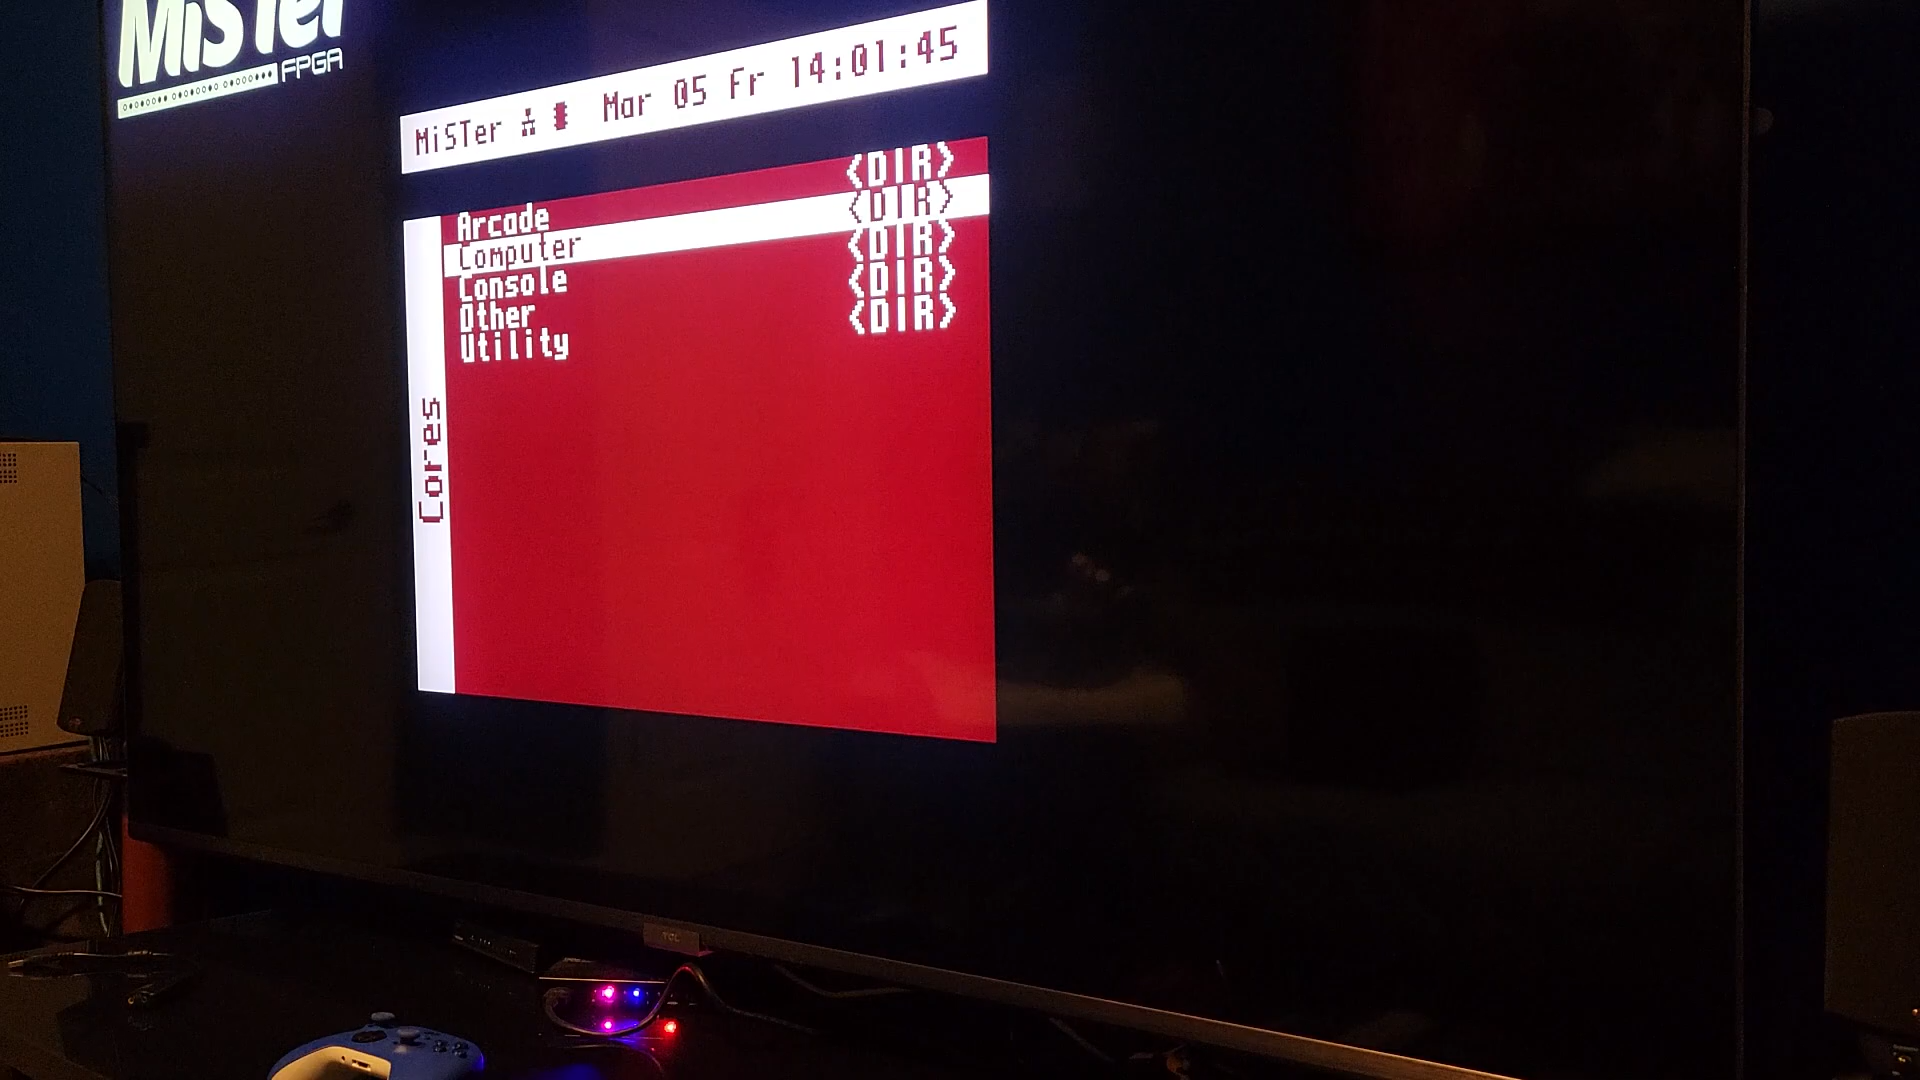 MiSTer
FPGA
MiSTer Mar 05 Fr 14:01:45
Arcade <DIR>
Computer <DIR>
Console <DIR>
Other <DIR>
Utility <DIR>
Cores
TCL